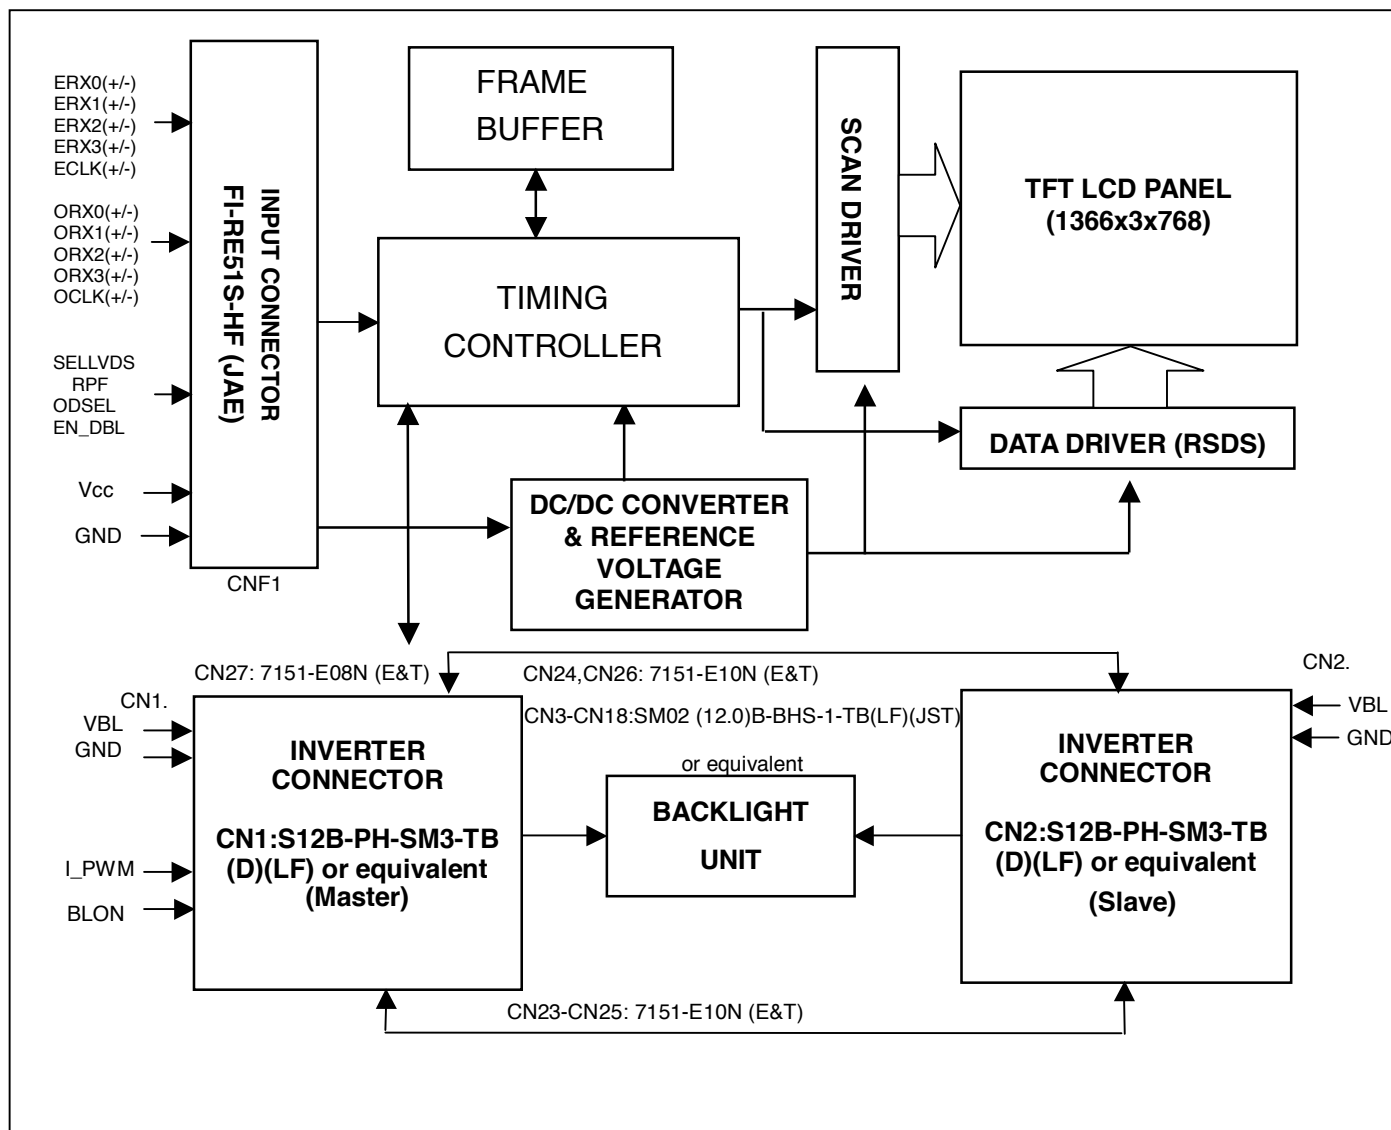 ERX0(+/-)
ERX1(+/-)
ERX2(+/-)
ERX3(+/-)
ECLK(+/-)
ORX0(+/-)
ORX1(+/-)
ORX2(+/-)
ORX3(+/-)
OCLK(+/-)
SELLVDS
RPF
ODSEL
EN_DBL
Vcc
GND
INPUT CONNECTOR
FI-RE51S-HF (JAE)
CNF1
FRAME
BUFFER
TIMING
CONTROLLER
SCAN DRIVER
TFT LCD PANEL
(1366x3x768)
DATA DRIVER (RSDS)
DC/DC CONVERTER
& REFERENCE
VOLTAGE
GENERATOR
CN27: 7151-E08N (E&T)
CN24,CN26: 7151-E10N (E&T)
CN3-CN18:SM02 (12.0)B-BHS-1-TB(LF)(JST)
or equivalent
CN1.
VBL
GND
I_PWM
BLON
INVERTER
CONNECTOR
CN1:S12B-PH-SM3-TB
(D)(LF) or equivalent
(Master)
BACKLIGHT
UNIT
INVERTER
CONNECTOR
CN2:S12B-PH-SM3-TB
(D)(LF) or equivalent
(Slave)
CN2.
VBL
GND
CN23-CN25: 7151-E10N (E&T)